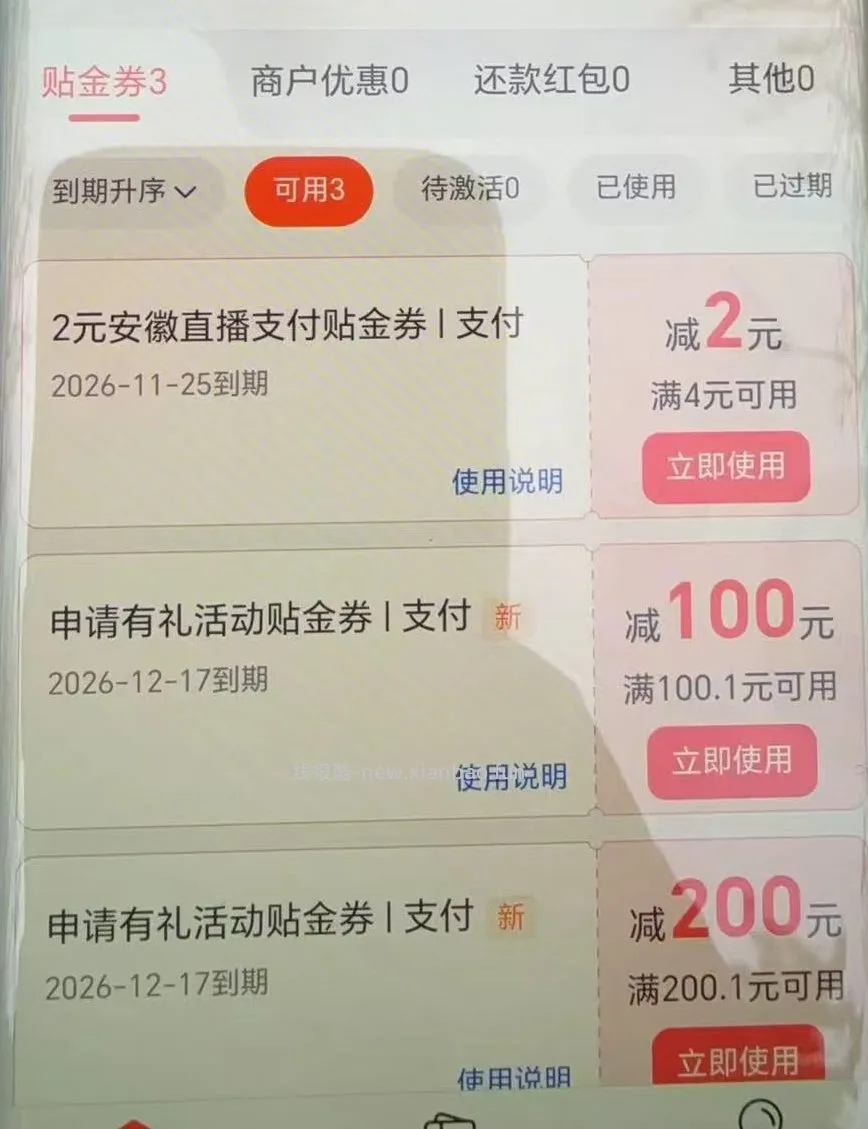 贴金券3 商户优惠0 还款红包0 其他0
到期升序 可用3 待激活0 已使用 已过期
2元安徽直播支付贴金券 | 支付
2026-11-25到期
使用说明
减2元
满4元可用
立即使用
申请有礼活动贴金券 | 支付 新
2026-12-17到期
使用说明
减100元
满100.1元可用
立即使用
申请有礼活动贴金券 | 支付 新
2026-12-17到期
使用说明
减200元
满200.1元可用
立即使用